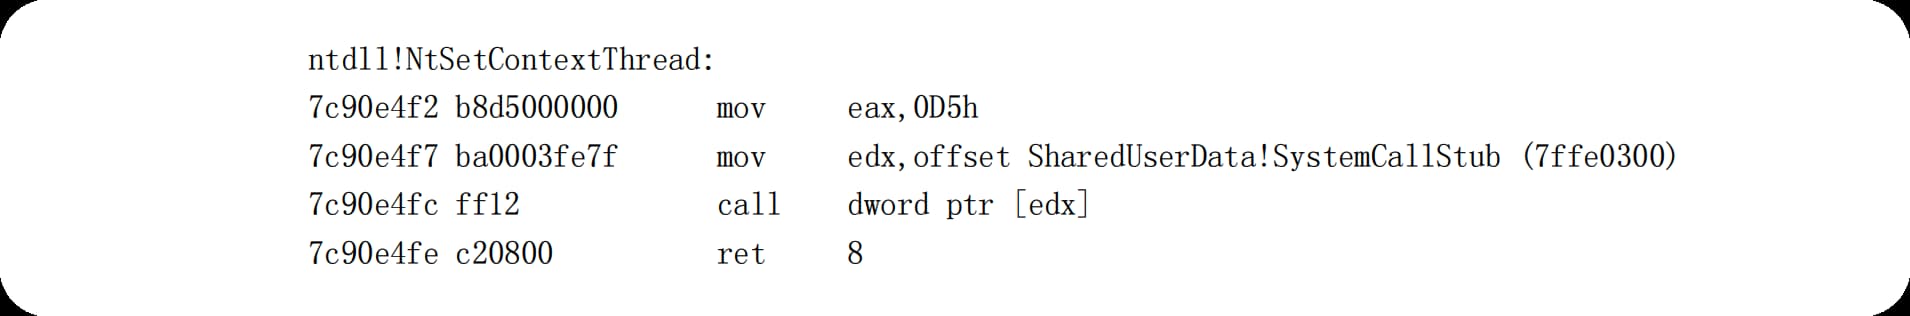 ntdll!NtSetContextThread:
7c90e4f2 b8d5000000 mov eax,0D5h
7c90e4f7 ba0003fe7f mov edx,offset SharedUserData!SystemCallStub (7ffe0300)
7c90e4fc ff12 call dword ptr [edx]
7c90e4fe c20800 ret 8